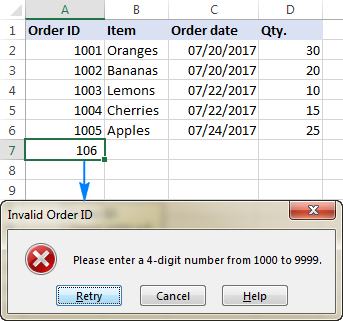 A B C D
1 Order ID Item Order date Qty.
2 1001 Oranges 07/20/2017 30
3 1002 Bananas 07/20/2017 20
4 1003 Lemons 07/22/2017 10
5 1004 Cherries 07/22/2017 15
6 1005 Apples 07/24/2017 25
7 106
8
9
Invalid Order ID
Please enter a 4-digit number from 1000 to 9999.
Retry Cancel Help